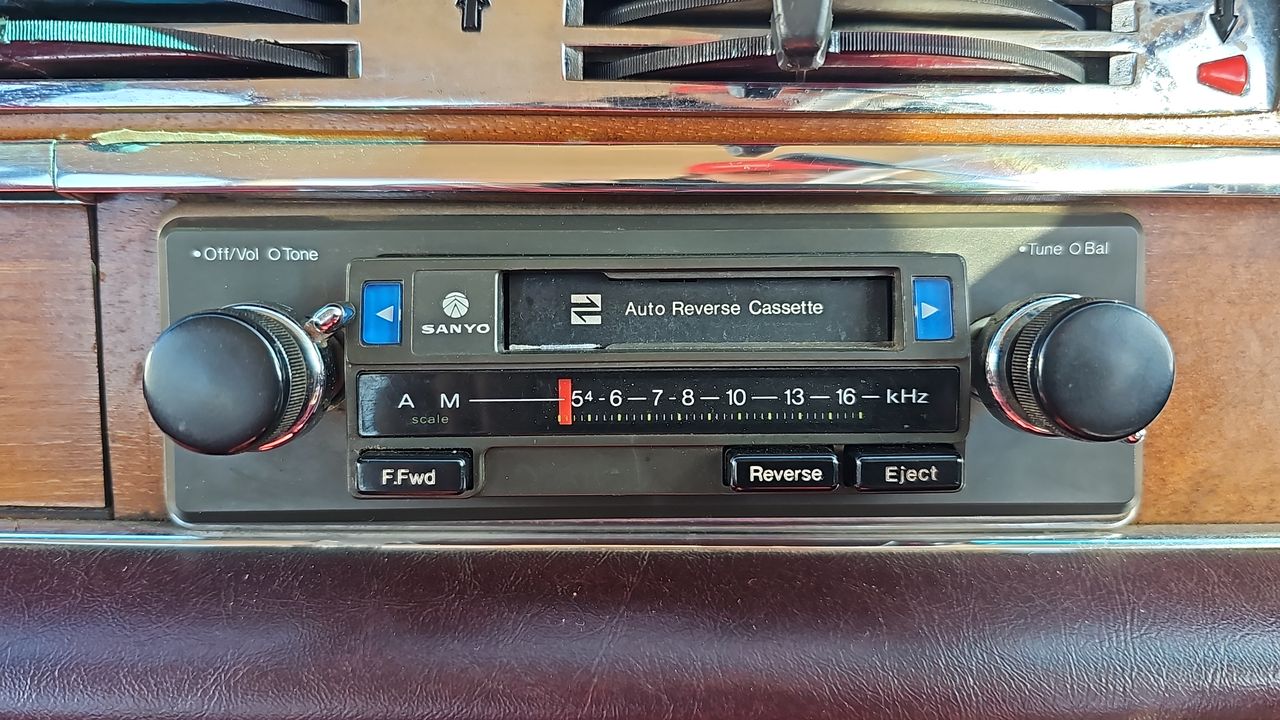 Off/Vol Tone
Tune Bal
SANYO
Auto Reverse Cassette
AM 54 - 6 — 7 - 8 — 10 — 13 — 16 — kHz
scale
F.Fwd
Reverse
Eject